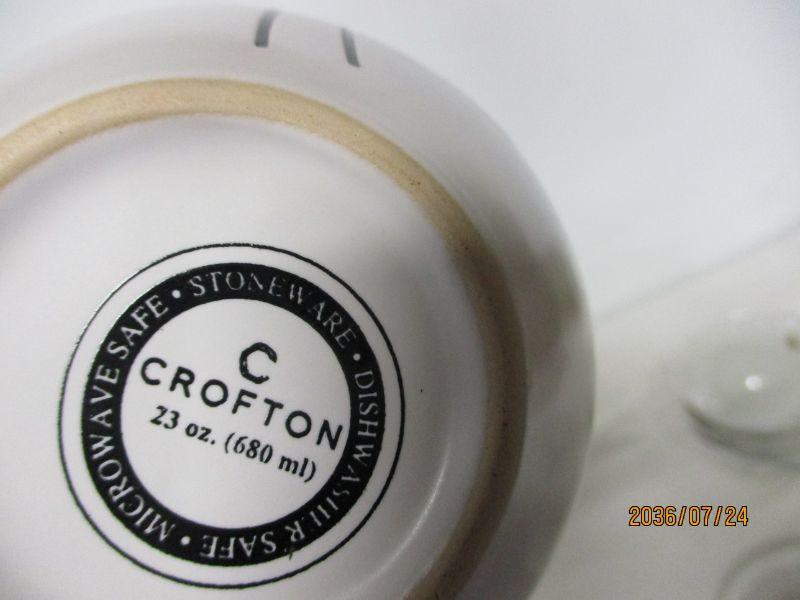 STONEWARE • DISHWASHER SAFE • MICROWAVE SAFE •
C
CROFTON
23 oz. (680 ml)
2036/07/24